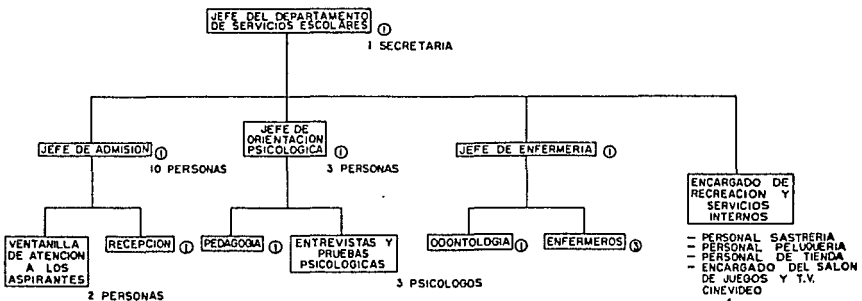 JEFE DEL DEPARTAMENTO
DE SERVICIOS ESCOLARES
1
1 SECRETARIA
JEFE DE ADMISION
1
10 PERSONAS
JEFE DE
ORIENTACION
PSICOLOGICA
1
3 PERSONAS
JEFE DE ENFERMERIA
1
ENCARGADO DE
RECREACION Y
SERVICIOS
INTERNOS
- PERSONAL SASTRERIA
- PERSONAL PELUQUERIA
- PERSONAL DE TIENDA
- ENCARGADO DEL SALON
DE JUEGOS Y T.V.
CINEVIDEO
VENTANILLA
DE ATENCION
A LOS
ASPIRANTES
2 PERSONAS
RECEPCION
1
PEDAGOGIA
1
ENTREVISTAS Y
PRUEBAS
PSICOLOGICAS
3 PSICOLOGOS
ODONTOLOGIA
1
ENFERMEROS